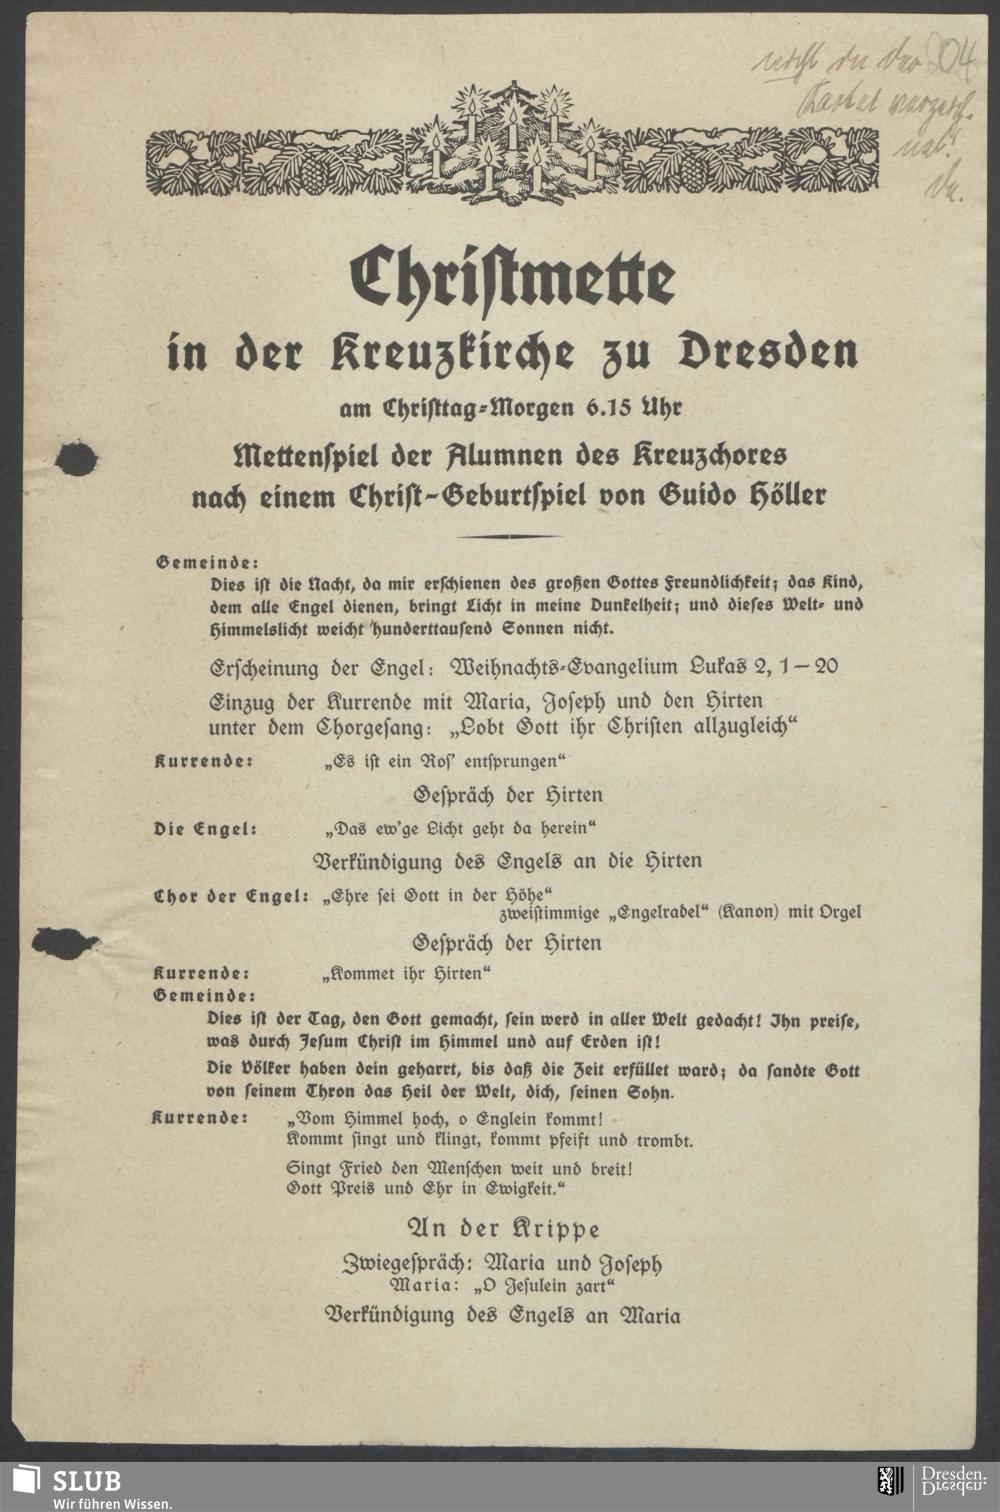 204
Christmette
in der Kreuzkirche zu Dresden
am Christtag-Morgen 6.15 Uhr
Mettenspiel der Alumnen des Kreuzchores
nach einem Christ-Geburtspiel von Guido Höller
Gemeinde:
Dies ist die Nacht, da mir erschienen des großen Gottes Freundlichkeit; das Kind,
dem alle Engel dienen, bringt Licht in meine Dunkelheit; und dieses Welt- und
Himmelslicht weicht hunderttausend Sonnen nicht.
Erscheinung der Engel: Weihnachts-Evangelium Lukas 2, 1—20
Einzug der Kurrende mit Maria, Joseph und den Hirten
unter dem Chorgesang: „Lobt Gott ihr Christen allzugleich“
Kurrende: „Es ist ein Ros’ entsprungen“
Gespräch der Hirten
Die Engel: „Das ew’ge Licht geht da herein“
Verkündigung des Engels an die Hirten
Chor der Engel: „Ehre sei Gott in der Höhe“
zweistimmige „Engelradel“ (Kanon) mit Orgel
Gespräch der Hirten
Kurrende: „Kommet ihr Hirten“
Gemeinde:
Dies ist der Tag, den Gott gemacht, sein werd in aller Welt gedacht! Ihn preise,
was durch Jesum Christ im Himmel und auf Erden ist!
Die Völker haben dein geharrt, bis daß die Zeit erfüllet ward; da sandte Gott
von seinem Thron das Heil der Welt, dich, seinen Sohn.
Kurrende: „Vom Himmel hoch, o Englein kommt!
Kommt singt und klingt, kommt pfeift und trombt.
Singt Fried den Menschen weit und breit!
Gott Preis und Ehr in Ewigkeit.“
An der Krippe
Zwiegespräch: Maria und Joseph
Maria: „O Jesulein zart“
Verkündigung des Engels an Maria
SLUB
Wir führen Wissen.
Dresden.
Dresden.